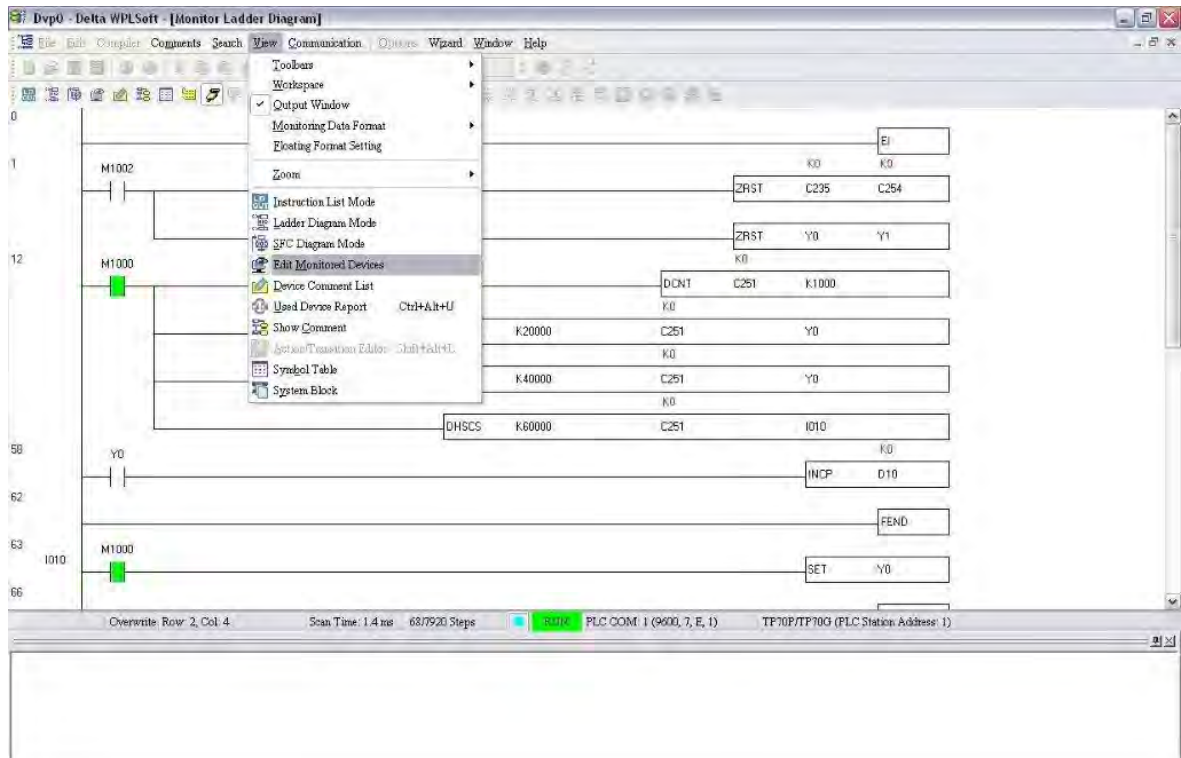 Dvp0 - Delta WPLSoft - [Monitor Ladder Diagram]
File Edit Compiler Comments Search View Communication Options Wizard Window Help
Toolbars
Workspace
Output Window
Monitoring Data Format
Floating Format Setting
Zoom
Instruction List Mode
Ladder Diagram Mode
SFC Diagram Mode
Edit Monitored Devices
Device Comment List
Used Device Report Ctrl+Alt+U
Show Comment
Action/Transition Editor Shift+Alt+L
Symbol Table
System Block
0
EI
1
M1002
K0 K0
ZRST C235 C254
ZRST Y0 Y1
12
M1000
K0
DCNT C251 K1000
K0
K20000 C251 Y0
K0
K40000 C251 Y0
K0
DHSCS K60000 C251 I010
58
Y0
K0
INCP D10
62
FEND
63
I010
M1000
SET Y0
66
Overwrite Row: 2, Col: 4 Scan Time: 1.4 ms 68/7920 Steps RUN PLC COM: 1 (9600, 7, E, 1) TP70P/TP70G (PLC Station Address: 1)